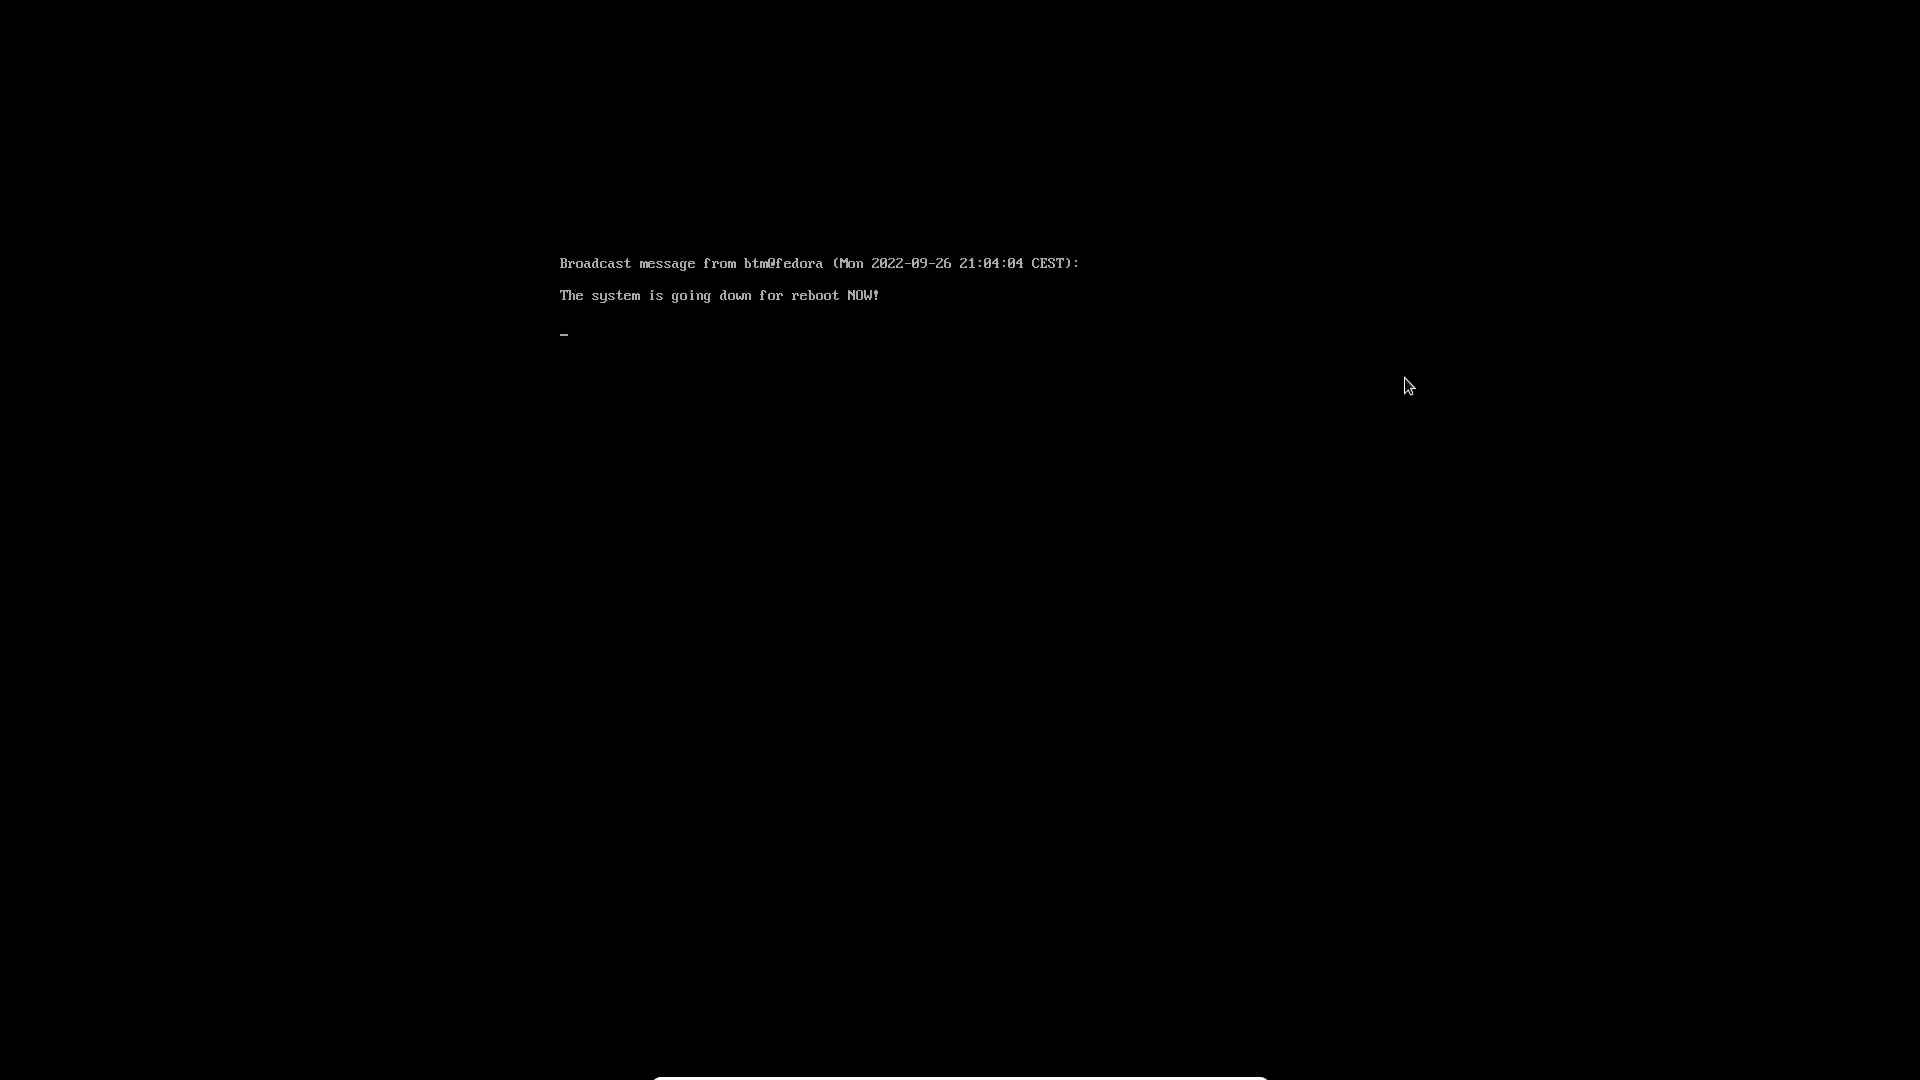 Broadcast message from btm@fedora (Mon 2022-09-26 21:04:04 CEST):
The system is going down for reboot NOW!